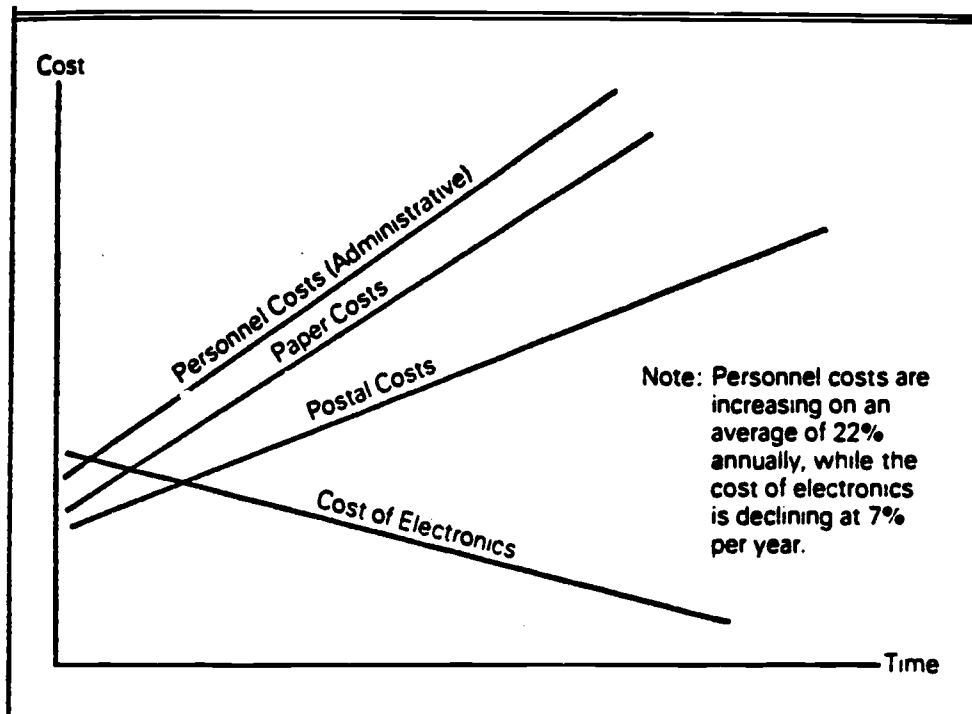 Cost
Personnel Costs (Administrative)
Paper Costs
Postal Costs
Cost of Electronics
Note: Personnel costs are
increasing on an
average of 22%
annually, while the
cost of electronics
is declining at 7%
per year.
Time